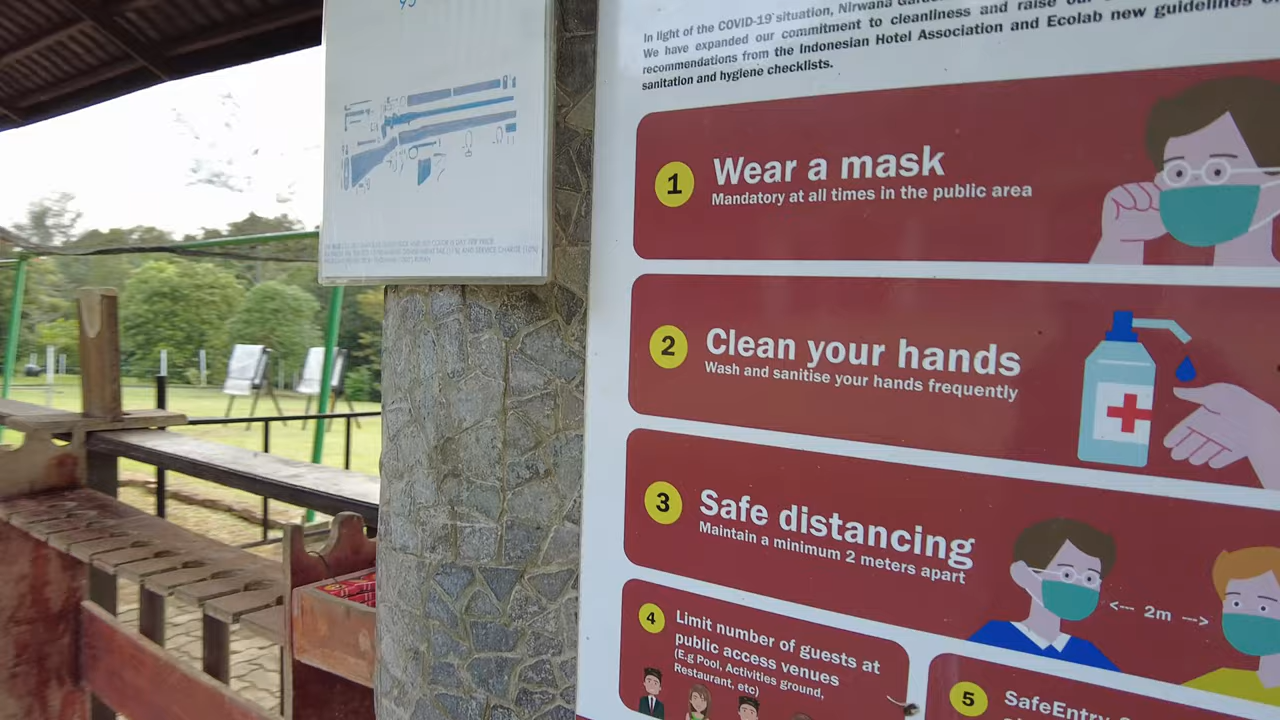 95
In light of the COVID-19 situation, Nirwana
We have expanded our commitment to cleanliness and raise
recommendations from the Indonesian Hotel Association and Ecolab new guidelines
sanitation and hygiene checklists.
1
Wear a mask
Mandatory at all times in the public area
2
Clean your hands
Wash and sanitise your hands frequently
3
Safe distancing
Maintain a minimum 2 meters apart
<--- 2m --->
4
Limit number of guests at
public access venues
(E.g Pool, Activities ground,
Restaurant, etc)
5
SafeEntry